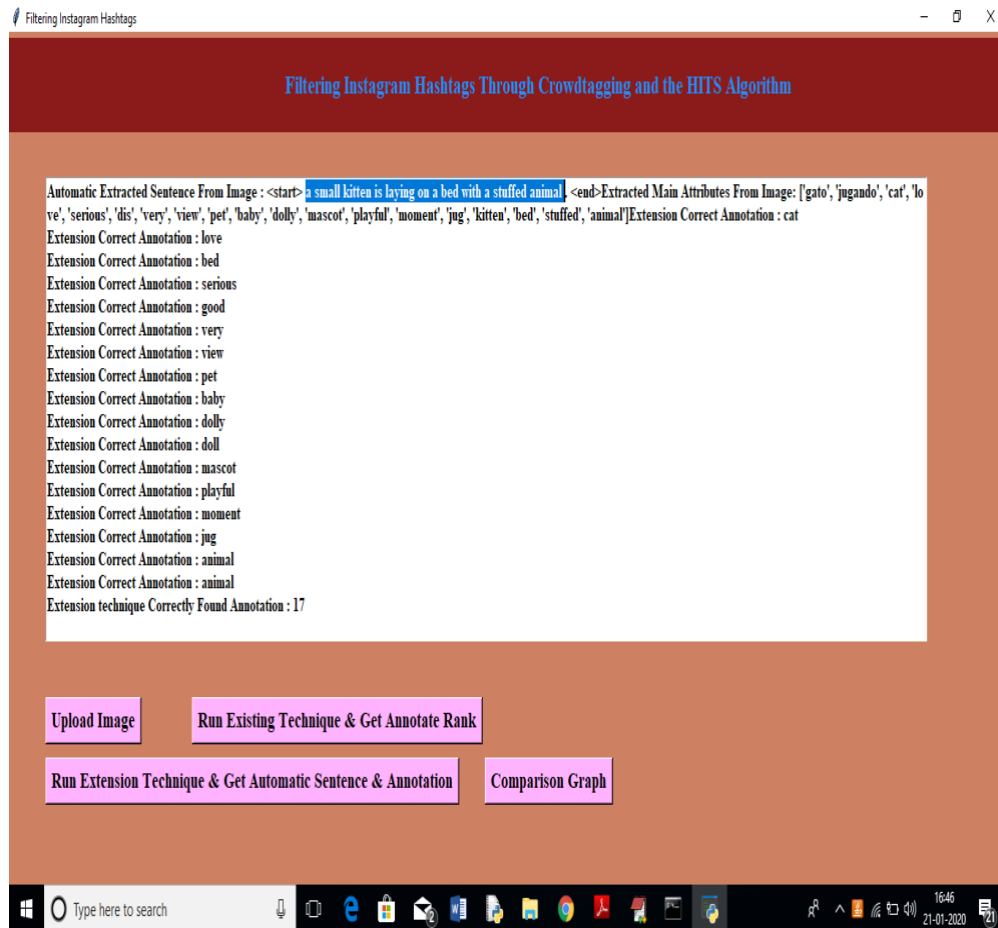 Filtering Instagram Hashtags
Filtering Instagram Hashtags Through Crowdtagging and the HITS Algorithm
Automatic Extracted Sentence From Image : <start> a small kitten is laying on a bed with a stuffed animal . <end>Extracted Main Attributes From Image: ['gato', 'jugando', 'cat', 'lo
ve', 'serious', 'dis', 'very', 'view', 'pet', 'baby', 'dolly', 'mascot', 'playful', 'moment', 'jug', 'kitten', 'bed', 'stuffed', 'animal']Extension Correct Annotation : cat
Extension Correct Annotation : love
Extension Correct Annotation : bed
Extension Correct Annotation : serious
Extension Correct Annotation : good
Extension Correct Annotation : very
Extension Correct Annotation : view
Extension Correct Annotation : pet
Extension Correct Annotation : baby
Extension Correct Annotation : dolly
Extension Correct Annotation : doll
Extension Correct Annotation : mascot
Extension Correct Annotation : playful
Extension Correct Annotation : moment
Extension Correct Annotation : jug
Extension Correct Annotation : animal
Extension Correct Annotation : animal
Extension technique Correctly Found Annotation : 17
Upload Image
Run Existing Technique & Get Annotate Rank
Run Extension Technique & Get Automatic Sentence & Annotation
Comparison Graph
Type here to search
2
16:46
21-01-2020
21